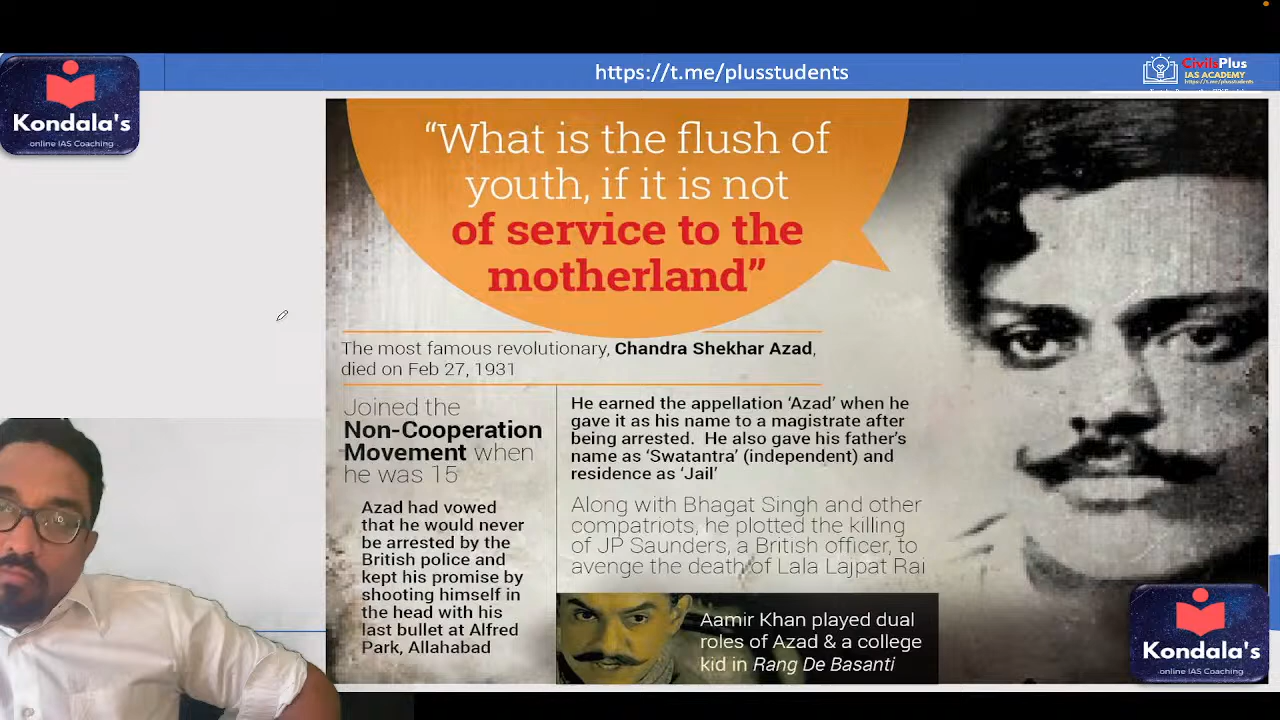 https://t.me/plusstudents
CivilsPlus
IAS ACADEMY
https://t.me/plusstudents
Kondala's
online IAS Coaching
“What is the flush of
youth, if it is not
of service to the
motherland”
The most famous revolutionary, Chandra Shekhar Azad,
died on Feb 27, 1931
Joined the
Non-Cooperation
Movement when
he was 15
Azad had vowed
that he would never
be arrested by the
British police and
kept his promise by
shooting himself in
the head with his
last bullet at Alfred
Park, Allahabad
He earned the appellation ‘Azad’ when he
gave it as his name to a magistrate after
being arrested. He also gave his father’s
name as ‘Swatantra’ (independent) and
residence as ‘Jail’
Along with Bhagat Singh and other
compatriots, he plotted the killing
of JP Saunders, a British officer, to
avenge the death of Lala Lajpat Rai
Aamir Khan played dual
roles of Azad & a college
kid in Rang De Basanti
Kondala's
online IAS Coaching